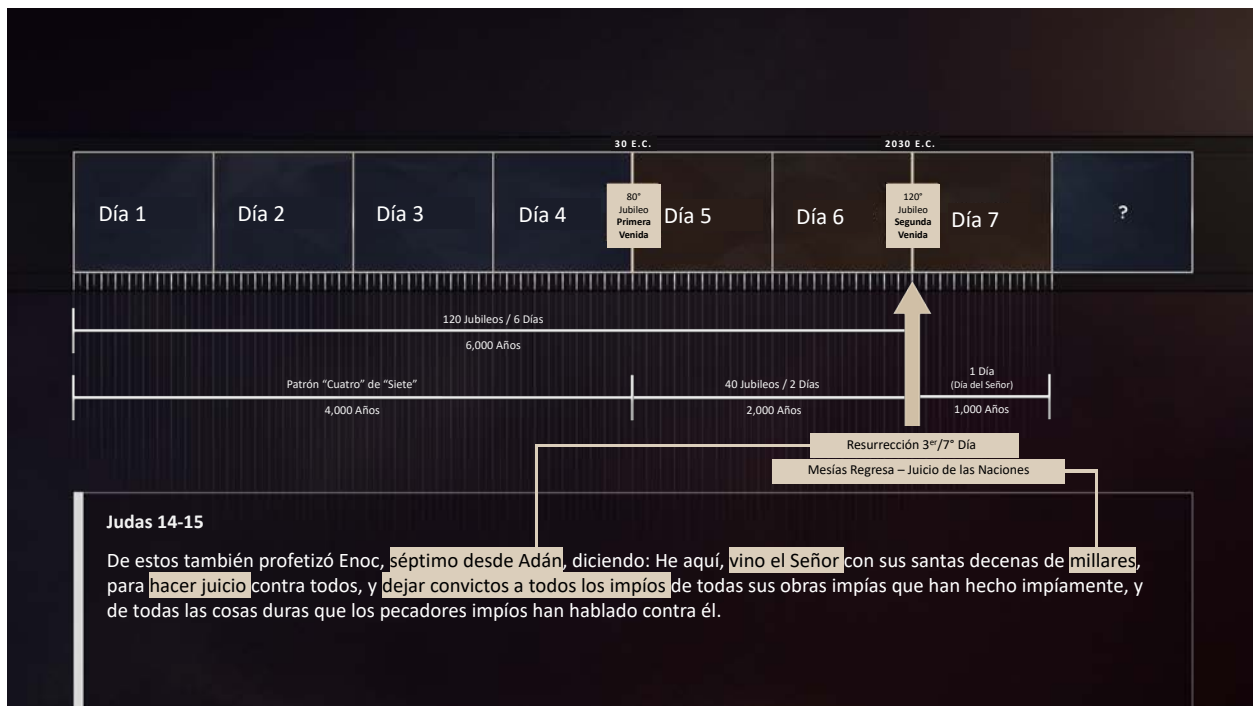 30 E.C.
2030 E.C.
Día 1
Día 2
Día 3
Día 4
80°
Jubileo
Primera
Venida
Día 5
Día 6
120°
Jubileo
Segunda
Venida
Día 7
?
120 Jubileos / 6 Días
6,000 Años
Patrón “Cuatro” de “Siete”
4,000 Años
40 Jubileos / 2 Días
2,000 Años
1 Día
(Día del Señor)
1,000 Años
Resurrección 3er/7° Día
Mesías Regresa – Juicio de las Naciones
Judas 14-15
De estos también profetizó Enoc, séptimo desde Adán, diciendo: He aquí, vino el Señor con sus santas decenas de millares,
para hacer juicio contra todos, y dejar convictos a todos los impíos de todas sus obras impías que han hecho impíamente, y
de todas las cosas duras que los pecadores impíos han hablado contra él.